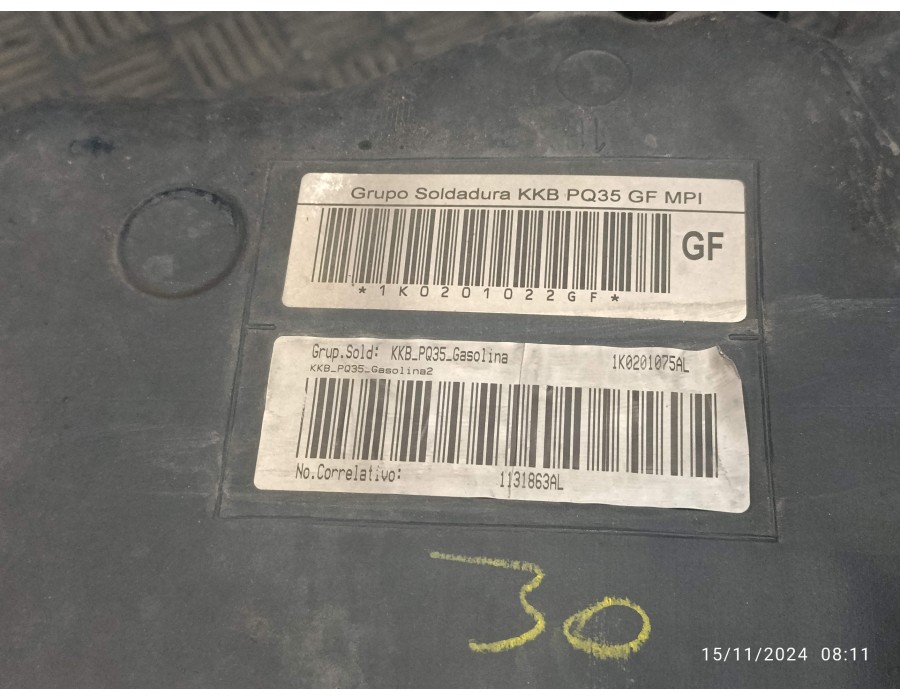 Grupo Soldadura KKB PQ35 GF MPI
GF
*1K0201022GF*
Grup.Sold: KKB_PQ35_Gasolina 1K0201075AL
KKB_PQ35_Gasolina2
No.Correlativo: 1131863AL
30
15/11/2024 08:11